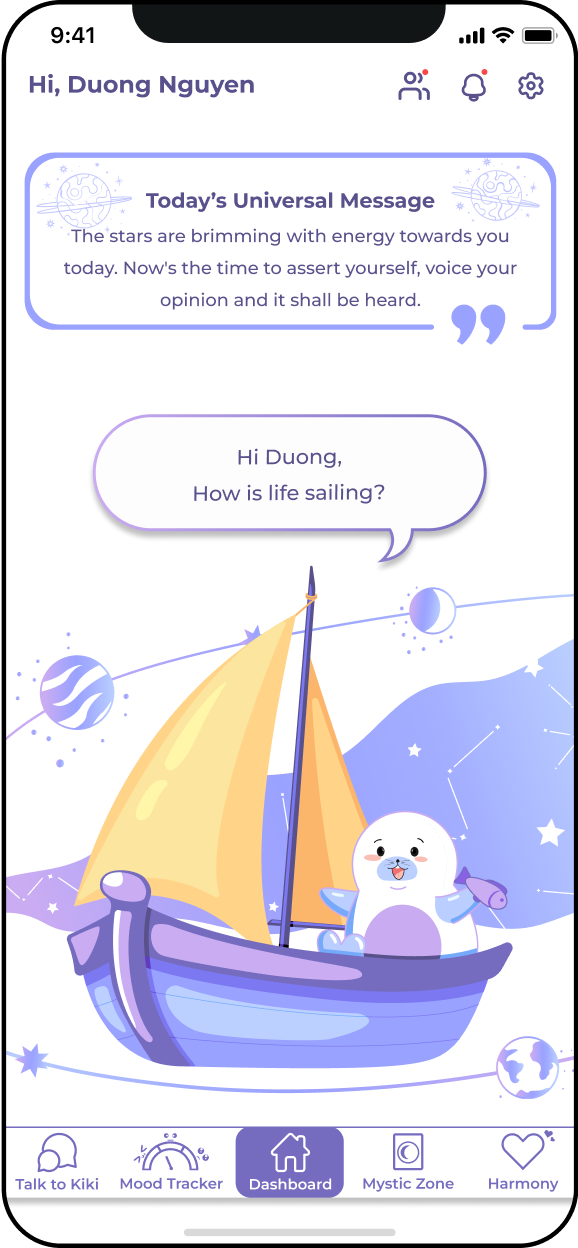 9:41
Hi, Duong Nguyen
Today’s Universal Message
The stars are brimming with energy towards you
today. Now's the time to assert yourself, voice your
opinion and it shall be heard.
Hi Duong,
How is life sailing?
Talk to Kiki
Mood Tracker
Dashboard
Mystic Zone
Harmony